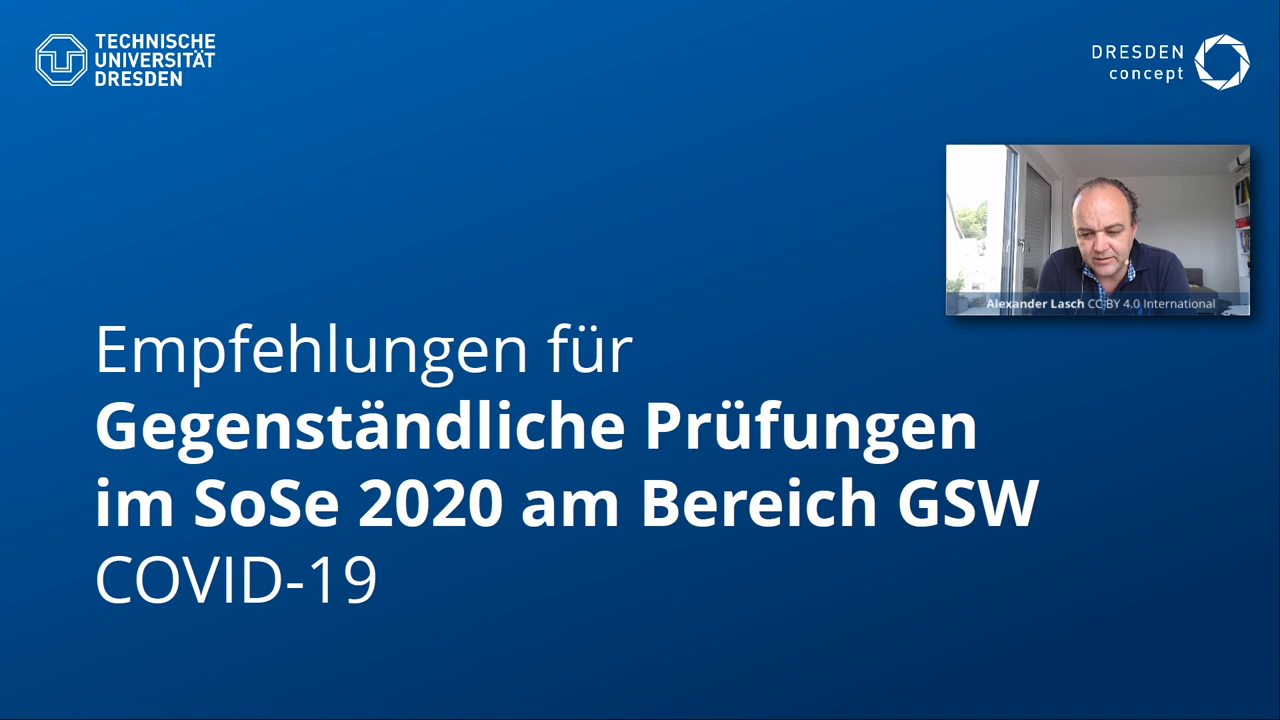 TECHNISCHE
UNIVERSITÄT
DRESDEN
DRESDEN
concept
Alexander Lasch CC BY 4.0 International
Empfehlungen für
Gegenständliche Prüfungen
im SoSe 2020 am Bereich GSW
COVID-19